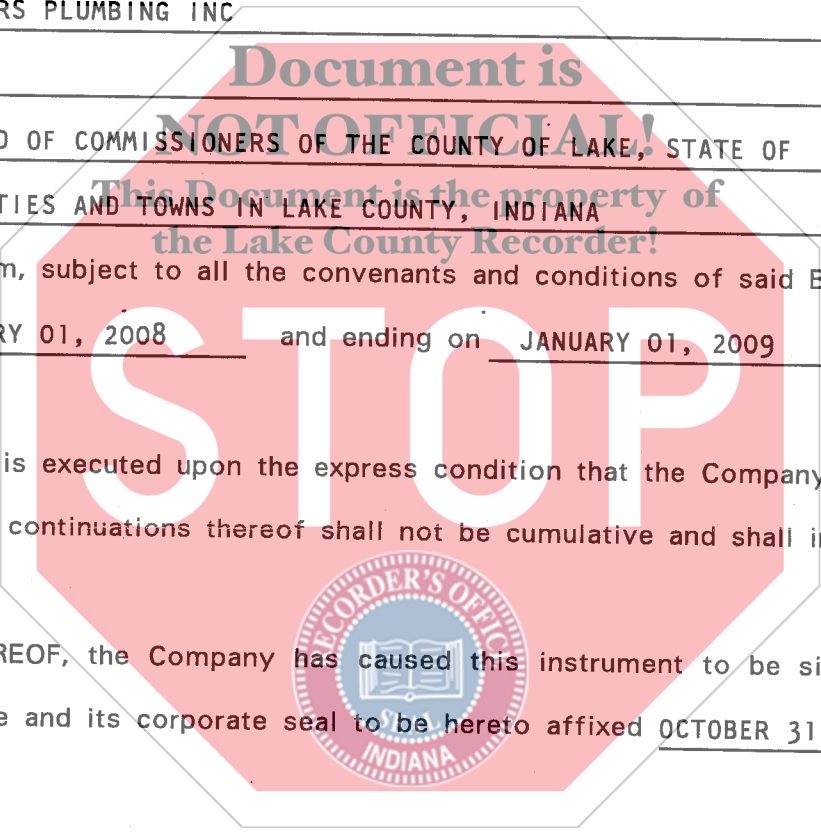 RS PLUMBING INC
Document is
NOT OFFICIAL!
OF COMMISSIONERS OF THE COUNTY OF LAKE, STATE OF
This Document is the property of
TIES AND TOWNS IN LAKE COUNTY, INDIANA
the Lake County Recorder!
m, subject to all the convenants and conditions of said B
RY 01, 2008 and ending on JANUARY 01, 2009
STOP
is executed upon the express condition that the Company
continuations thereof shall not be cumulative and shall i
RECORDER'S OFFICE
REOF, the Company has caused this instrument to be si
e and its corporate seal to be hereto affixed OCTOBER 31
SEAL
INDIANA